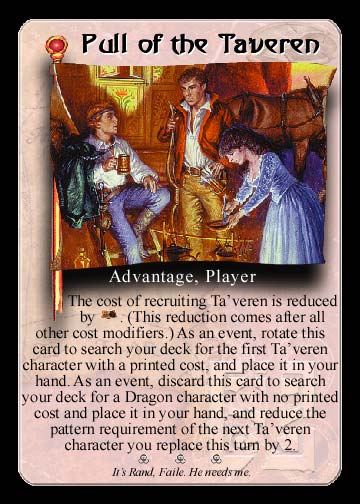 Pull of the Ta'veren
Advantage, Player
The cost of recruiting Ta'veren is reduced
by . (This reduction comes after all
other cost modifiers.) As an event, rotate this
card to search your deck for the first Ta'veren
character with a printed cost, and place it in your
hand. As an event, discard this card to search
your deck for a Dragon character with no printed
cost and place it in your hand, and reduce the
pattern requirement of the next Ta'veren
character you replace this turn by 2.
It's Rand, Faile. He needs me.